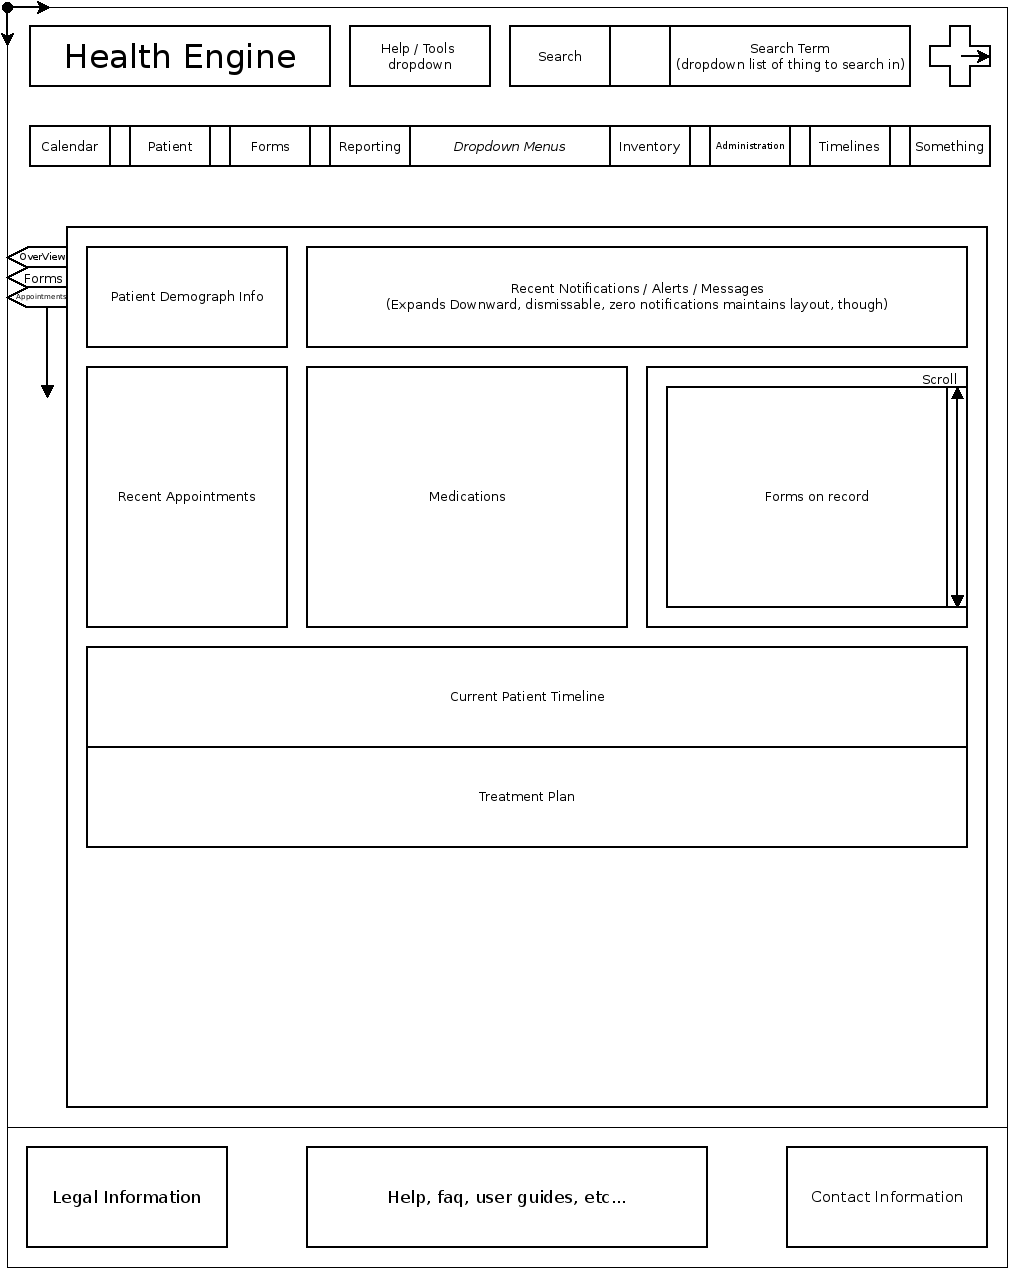 Health Engine
Help / Tools
dropdown
Search
Search Term
(dropdown list of thing to search in)
Calendar
Patient
Forms
Reporting
Dropdown Menus
Inventory
Administration
Timelines
Something
OverView
Forms
Appointments
Patient Demograph Info
Recent Notifications / Alerts / Messages
(Expands Downward, dismissable, zero notifications maintains layout, though)
Recent Appointments
Medications
Scroll
Forms on record
Current Patient Timeline
Treatment Plan
Legal Information
Help, faq, user guides, etc...
Contact Information